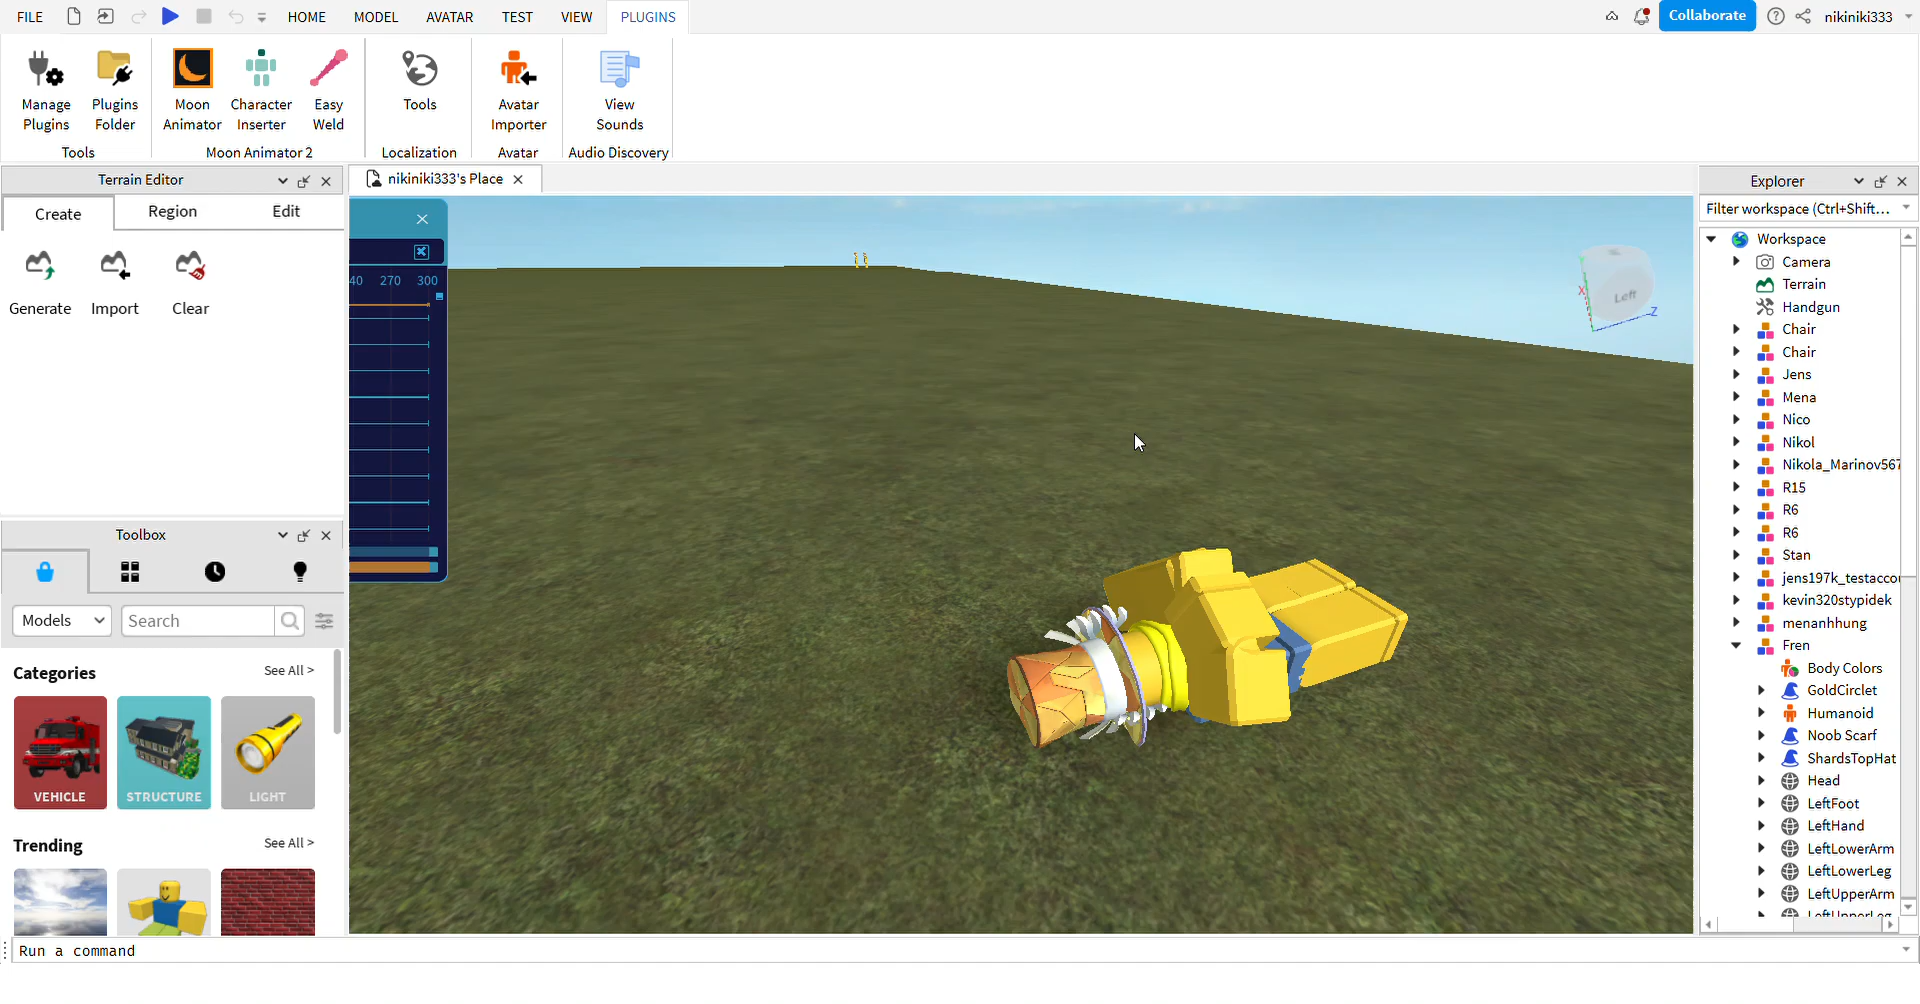 FILE
HOME
MODEL
AVATAR
TEST
VIEW
PLUGINS
Collaborate
nikiniki333
Manage
Plugins
Plugins
Folder
Tools
Moon
Animator
Character
Inserter
Easy
Weld
Moon Animator 2
Tools
Localization
Avatar
Importer
Avatar
View
Sounds
Audio Discovery
Terrain Editor
Create
Region
Edit
Generate
Import
Clear
Toolbox
Models
Search
Categories
See All >
VEHICLE
STRUCTURE
LIGHT
Trending
See All >
nikiniki333's Place
40 270 300
Left
Y
X
Z
Explorer
Filter workspace (Ctrl+Shift...
Workspace
Camera
Terrain
Handgun
Chair
Chair
Jens
Mena
Nico
Nikol
Nikola_Marinov567
R15
R6
R6
Stan
jens197k_testacco
kevin320stypidek
menanhhung
Fren
Body Colors
GoldCirclet
Humanoid
Noob Scarf
ShardsTopHat
Head
LeftFoot
LeftHand
LeftLowerArm
LeftLowerLeg
LeftUpperArm
LeftUpperLeg
Run a command